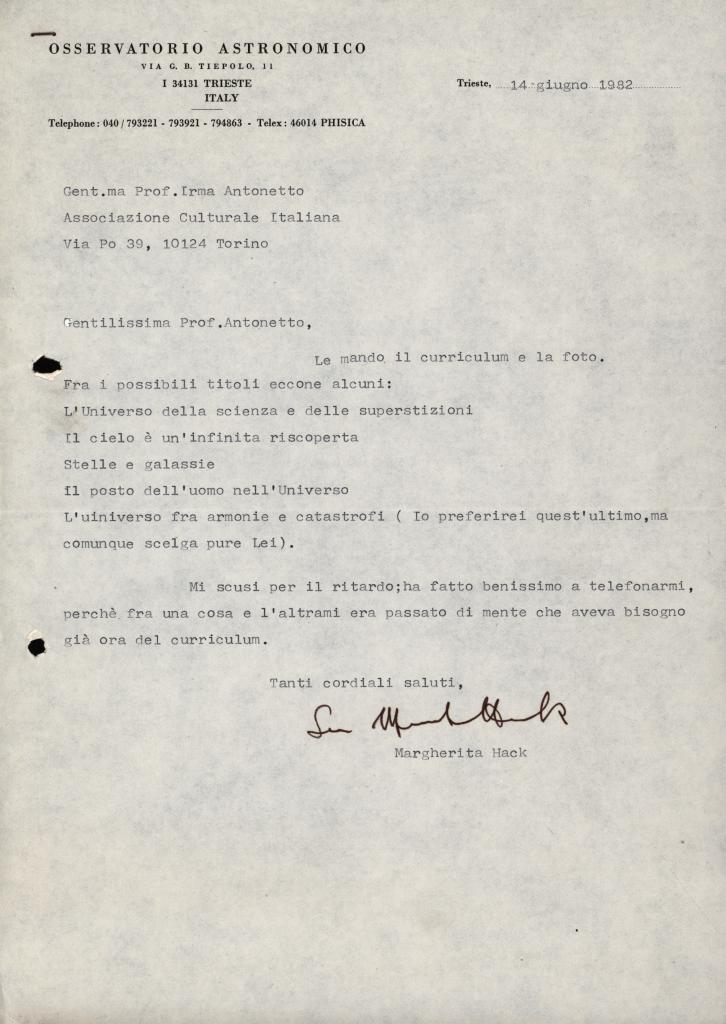 OSSERVATORIO ASTRONOMICO
VIA G. B. TIEPOLO, 11
I 34131 TRIESTE
ITALY
Telephone: 040/793221 - 793921 - 794863 - Telex: 46014 PHISICA
Trieste, 14 giugno 1982
Gent.ma Prof.Irma Antonetto
Associazione Culturale Italiana
Via Po 39, 10124 Torino
Gentilissima Prof.Antonetto,
Le mando il curriculum e la foto.
Fra i possibili titoli eccone alcuni:
L'Universo della scienza e delle superstizioni
Il cielo è un'infinita riscoperta
Stelle e galassie
Il posto dell'uomo nell'Universo
L'uiniverso fra armonie e catastrofi ( Io preferirei quest'ultimo,ma
comunque scelga pure Lei).
Mi scusi per il ritardo;ha fatto benissimo a telefonarmi,
perchè fra una cosa e l'altrami era passato di mente che aveva bisogno
già ora del curriculum.
Tanti cordiali saluti,
Margherita Hack